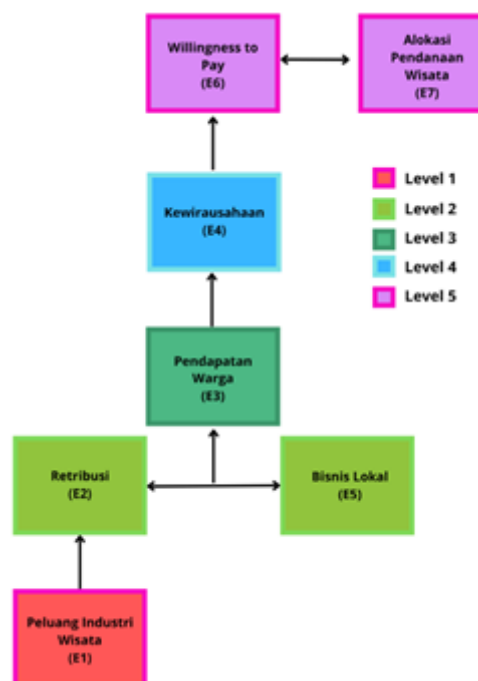 Willingness to
Pay
(E6)
Alokasi
Pendanaan
Wisata
(E7)
Level 1
Level 2
Level 3
Level 4
Level 5
Kewirausahaan
(E4)
Pendapatan
Warga
(E3)
Retribusi
(E2)
Bisnis Lokal
(E5)
Peluang Industri
Wisata
(E1)